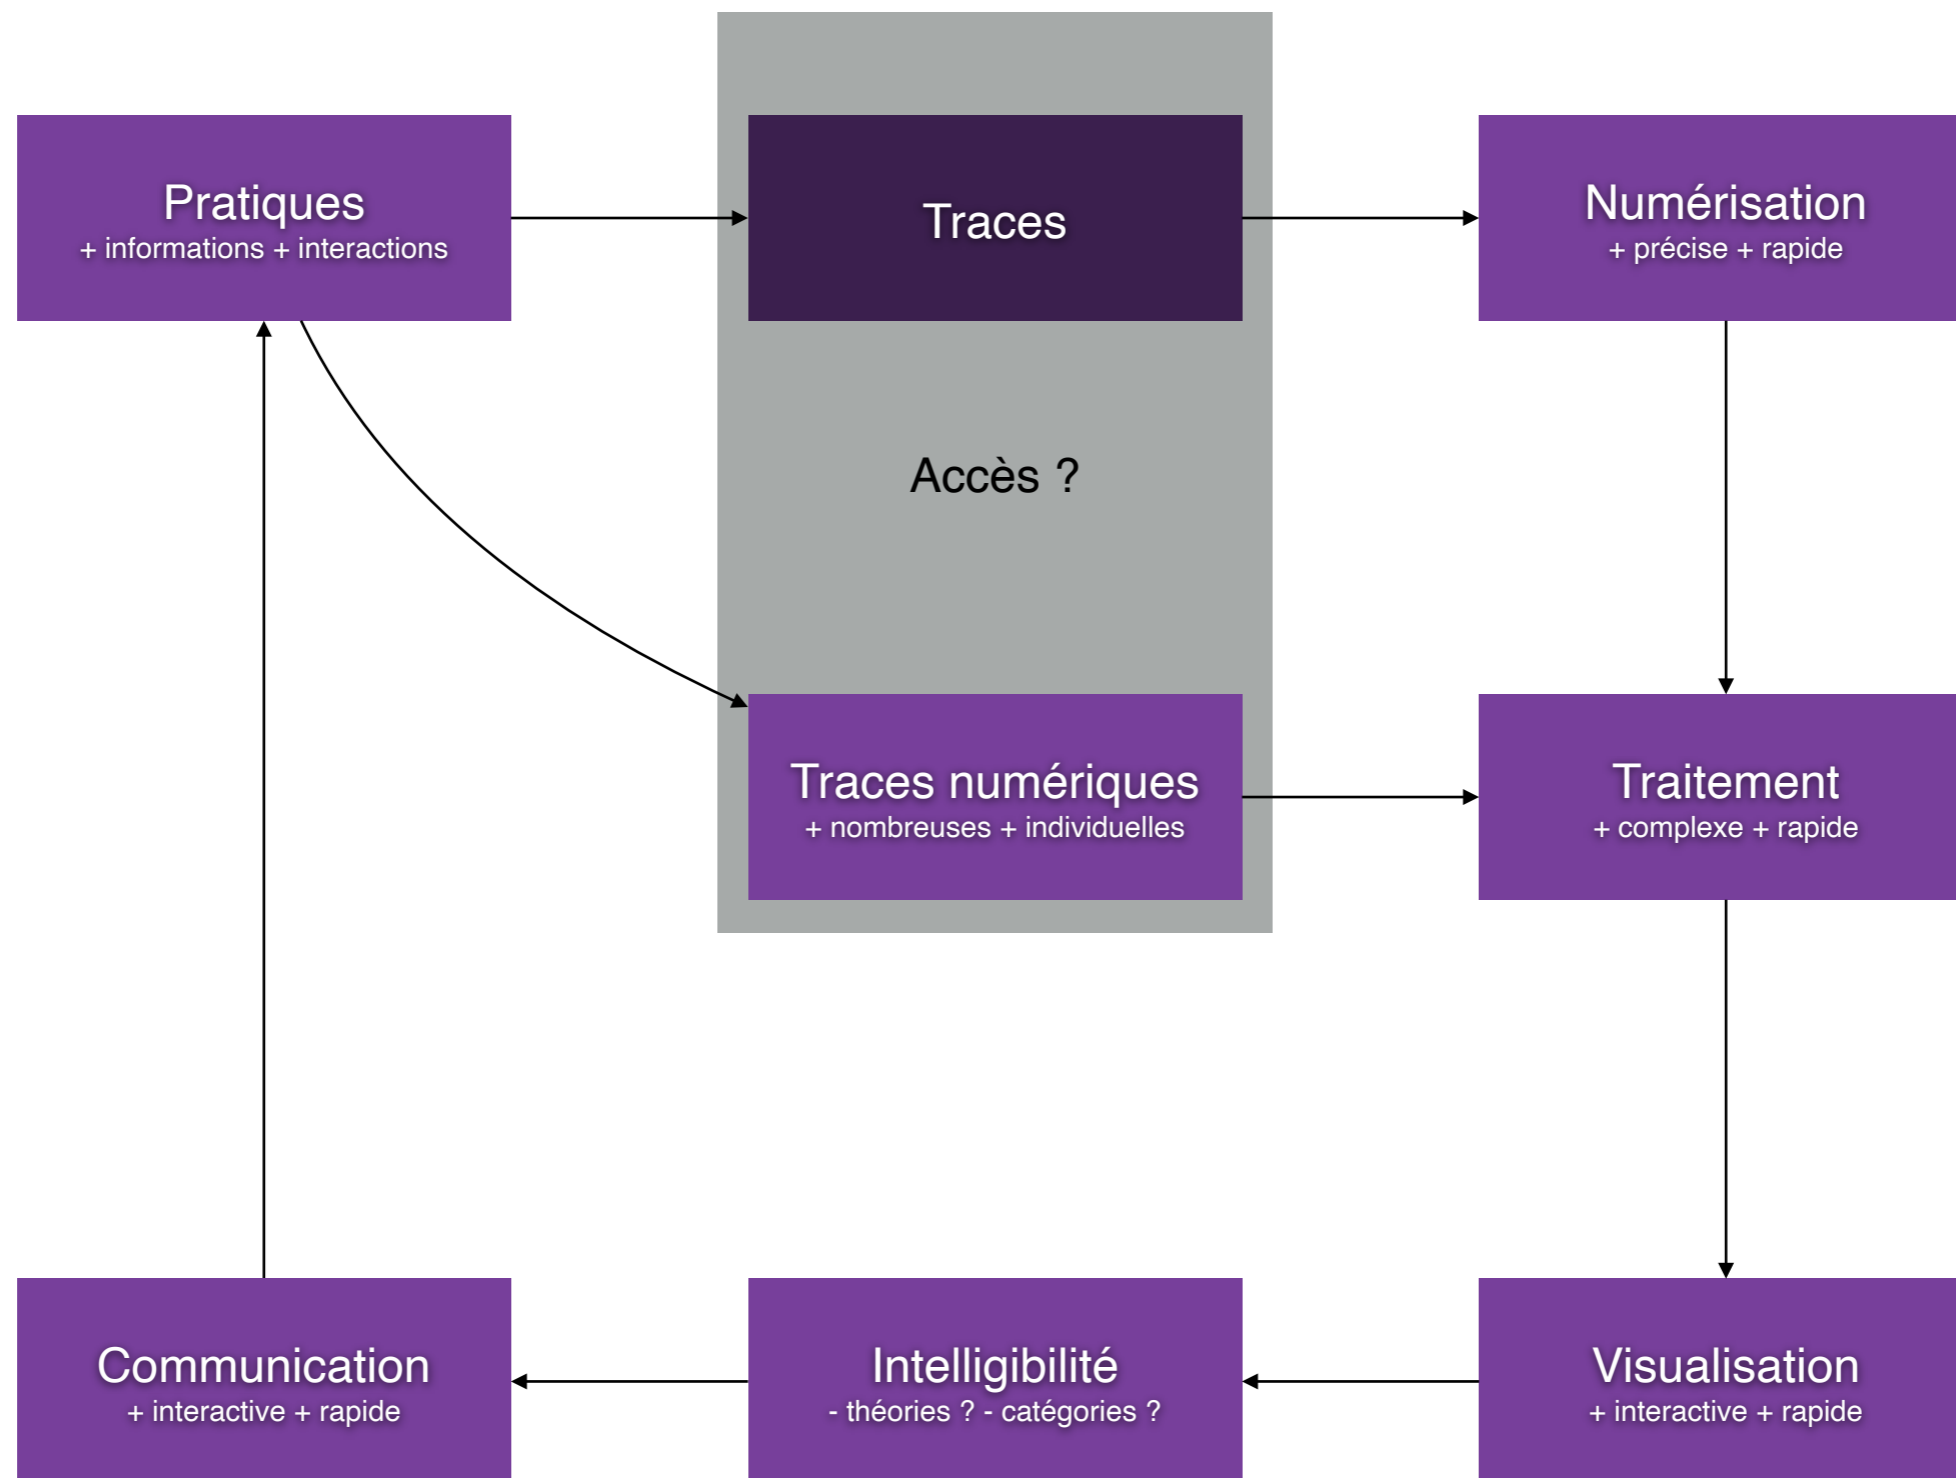 Pratiques
+ informations + interactions
Traces
Numérisation
+ précise + rapide
Accès ?
Traces numériques
+ nombreuses + individuelles
Traitement
+ complexe + rapide
Communication
+ interactive + rapide
Intelligibilité
- théories ? - catégories ?
Visualisation
+ interactive + rapide